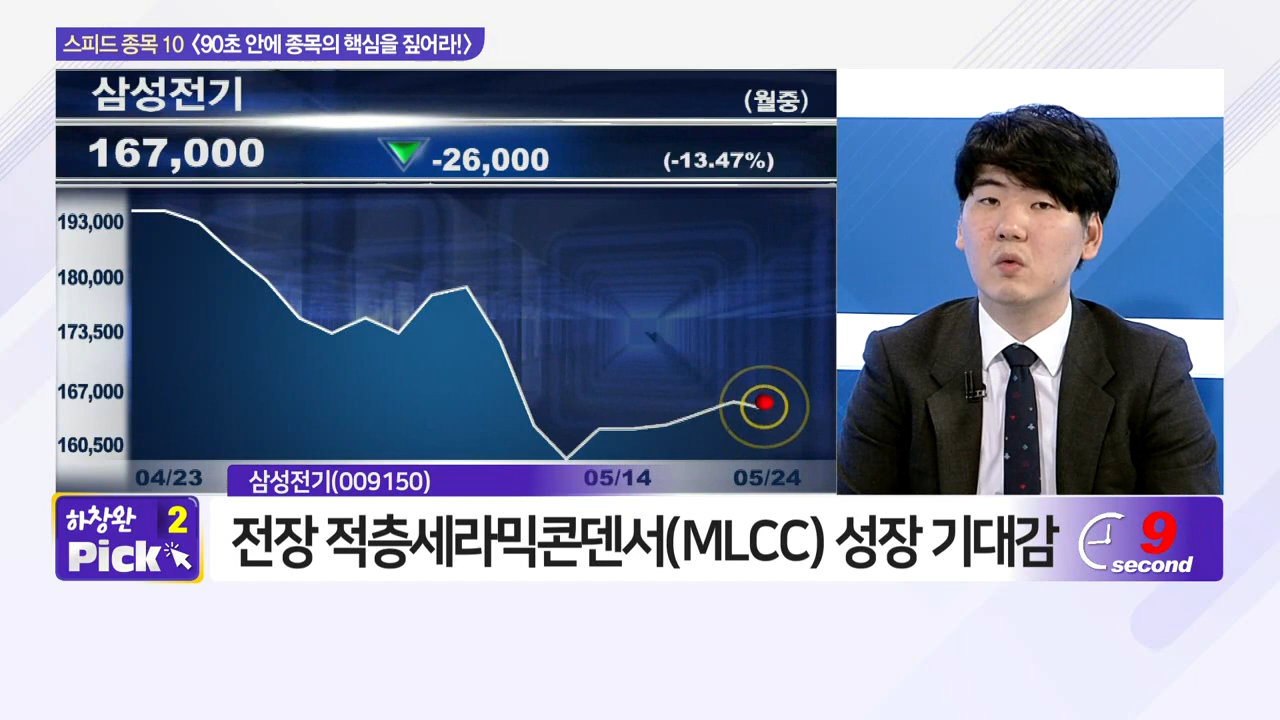 스피드 종목 10 〈90초 안에 종목의 핵심을 짚어라!〉
삼성전기
(월중)
167,000
-26,000
(-13.47%)
193,000
180,000
173,500
167,000
160,500
04/23
05/14
05/24
삼성전기(009150)
하창완 2
Pick
전장 적층세라믹콘덴서(MLCC) 성장 기대감
9
second